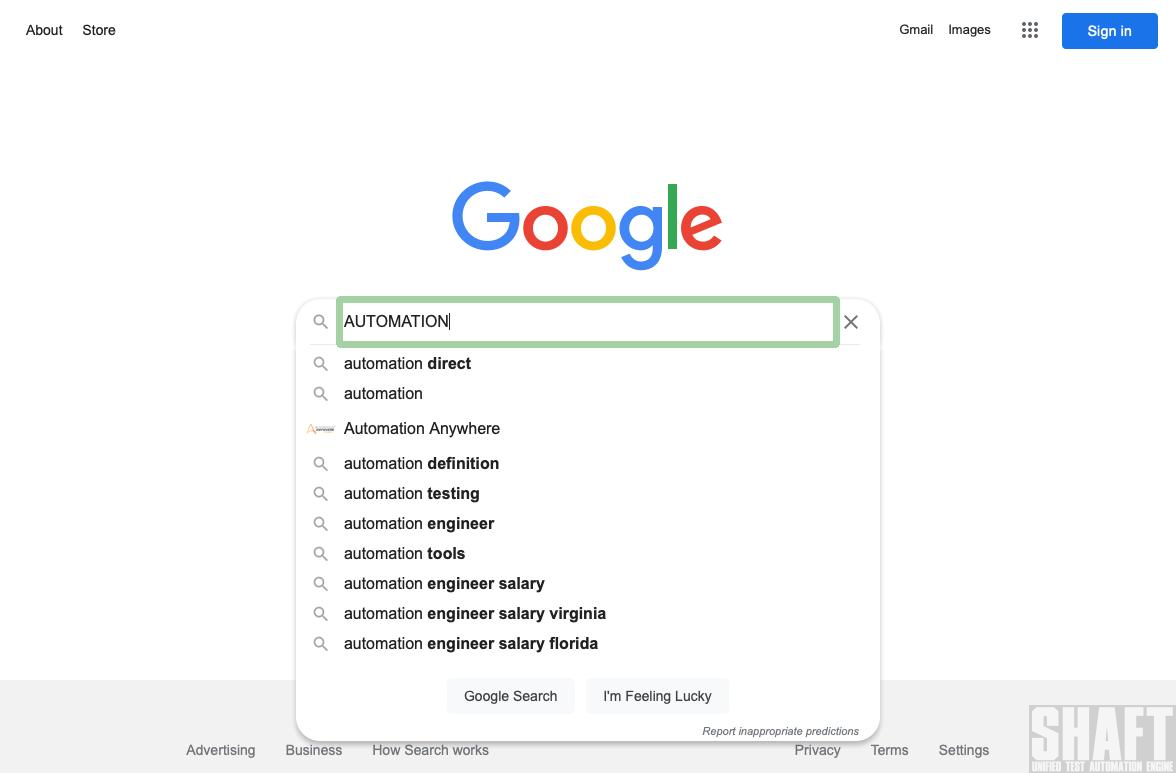 About Store Gmail Images Sign in
Google
AUTOMATION
automation direct
automation
Automation Anywhere
automation definition
automation testing
automation engineer
automation tools
automation engineer salary
automation engineer salary virginia
automation engineer salary florida
Google Search I'm Feeling Lucky
Report inappropriate predictions
Advertising Business How Search works Privacy Terms Settings
SHAFT
UNIFIED TEST AUTOMATION ENGINE